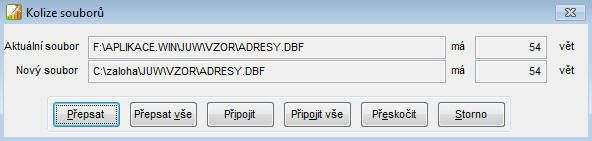 Kolize souborů
Aktuální soubor F:\APLIKACE.WIN\JUW\VZOR\ADRESY.DBF má 54 vět
Nový soubor C:\zaloha\JUW\VZOR\ADRESY.DBF má 54 vět
Přepsat Přepsat vše Připojit Připojit vše Přeskočit Storno